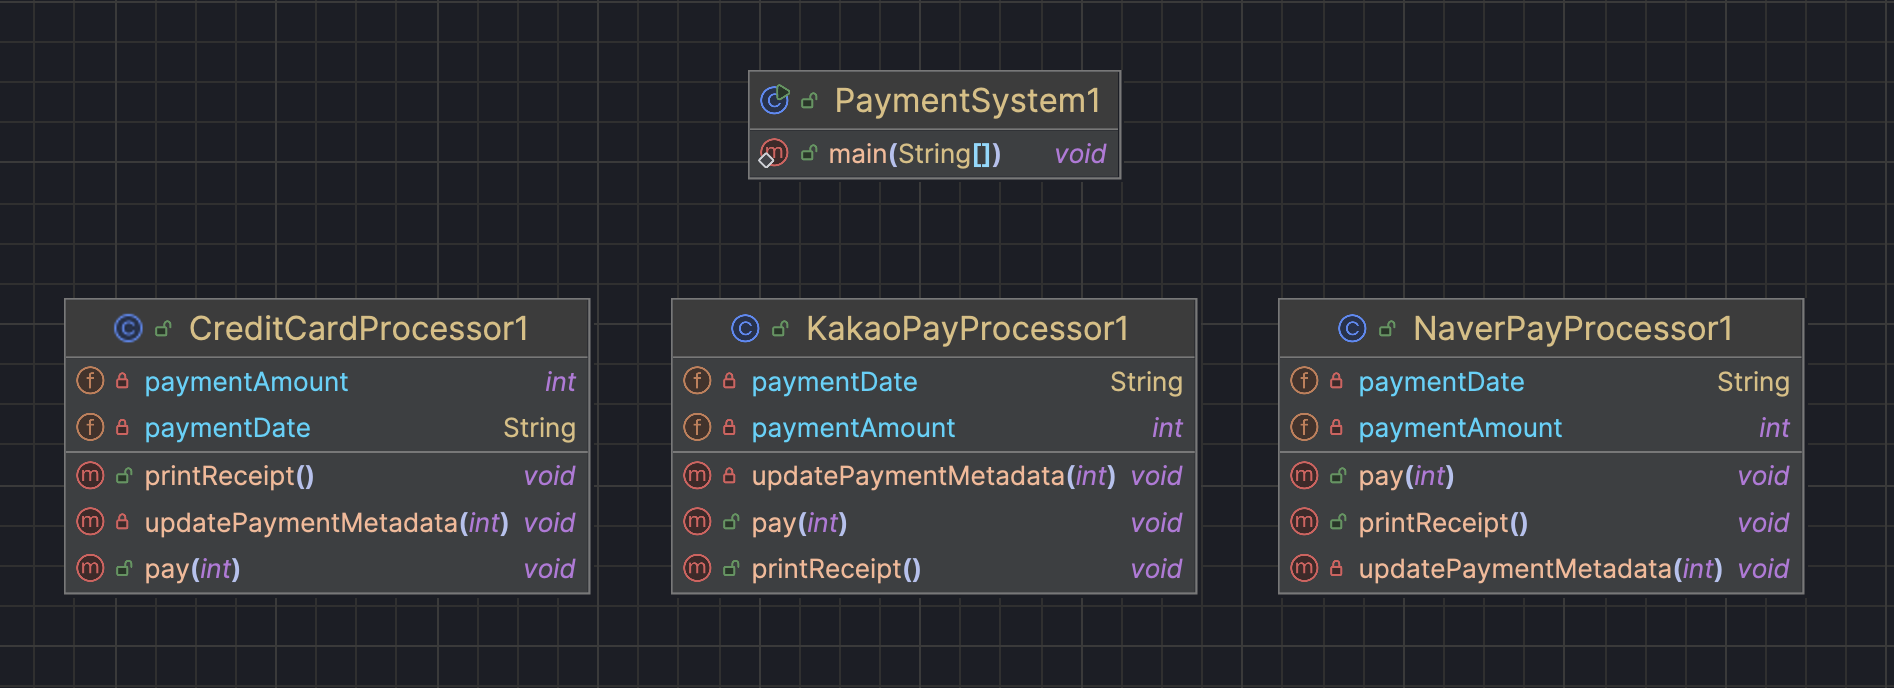 PaymentSystem1
main(String[]) void
CreditCardProcessor1
paymentAmount int
paymentDate String
printReceipt() void
updatePaymentMetadata(int) void
pay(int) void
KakaoPayProcessor1
paymentDate String
paymentAmount int
updatePaymentMetadata(int) void
pay(int) void
printReceipt() void
NaverPayProcessor1
paymentDate String
paymentAmount int
pay(int) void
printReceipt() void
updatePaymentMetadata(int) void